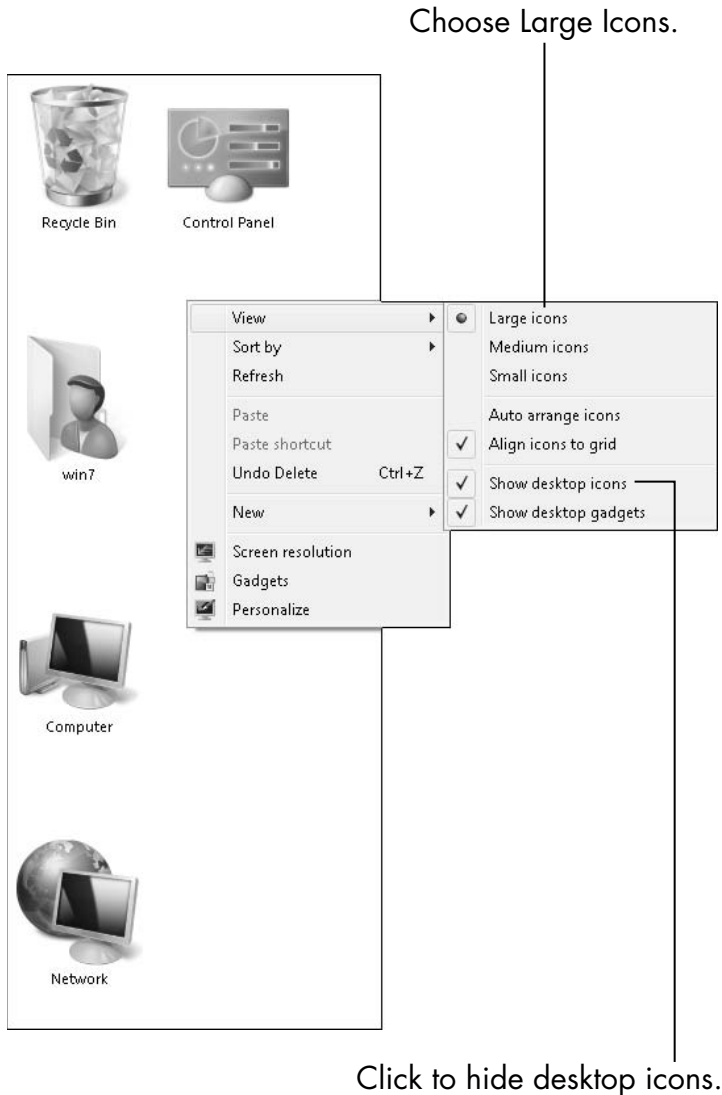 Choose Large Icons.
Recycle Bin
Control Panel
win7
Computer
Network
View
Sort by
Refresh
Paste
Paste shortcut
Undo Delete Ctrl+Z
New
Screen resolution
Gadgets
Personalize
Large icons
Medium icons
Small icons
Auto arrange icons
Align icons to grid
Show desktop icons
Show desktop gadgets
Click to hide desktop icons.